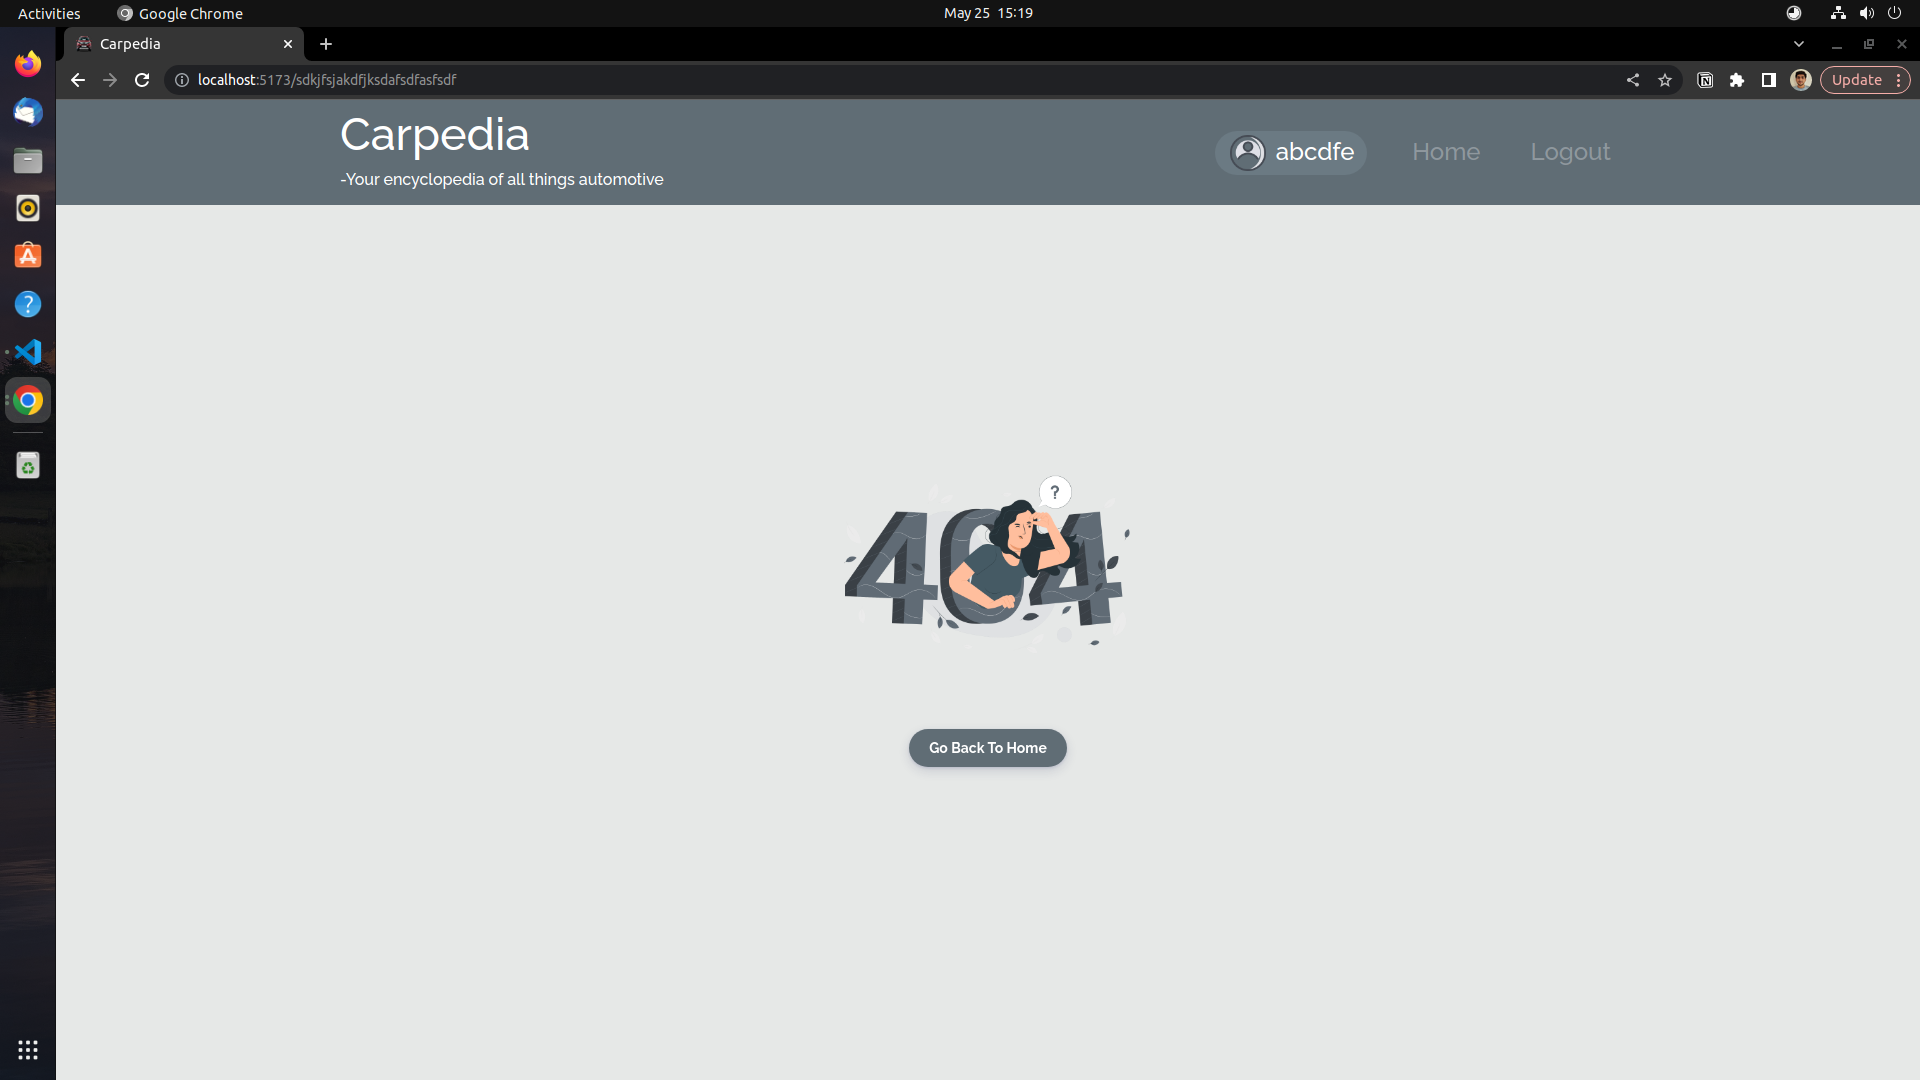 Activities
Google Chrome
May 25 15:19
Carpedia
localhost:5173/sdkjfsjakdfjksdafsdfasfsdf
Update
Carpedia
-Your encyclopedia of all things automotive
abcdfe
Home
Logout
?
404
Go Back To Home